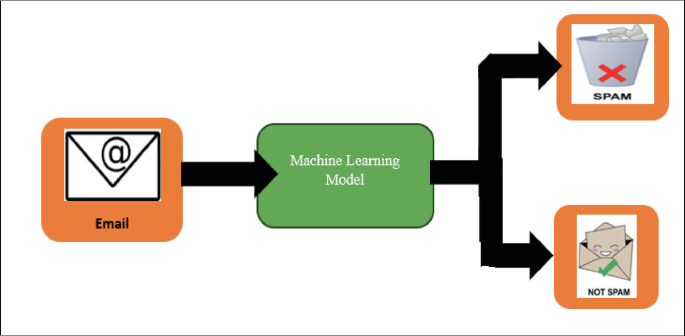 @
Email
Machine Learning
Model
SPAM
NOT SPAM